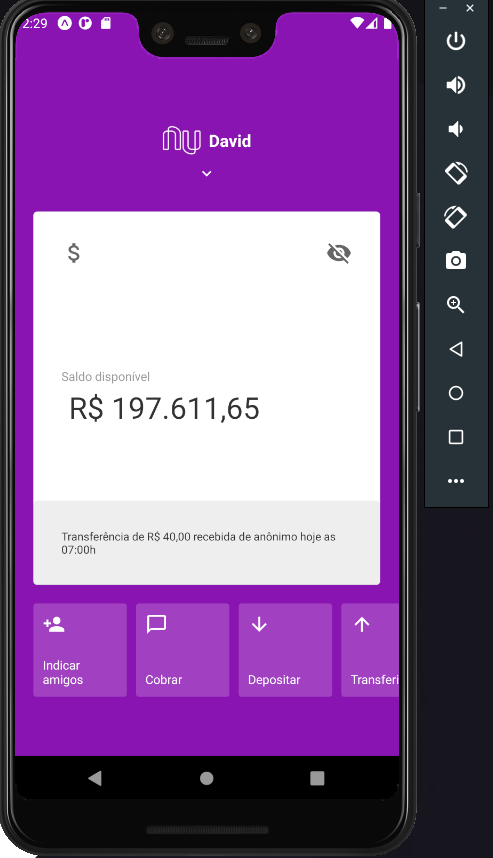 2:29
nu David
$
Saldo disponível
R$ 197.611,65
Transferência de R$ 40,00 recebida de anônimo hoje as
07:00h
Indicar
amigos
Cobrar
Depositar
Transferi